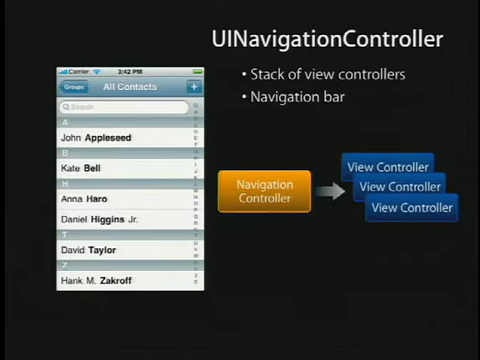 UINavigationController
• Stack of view controllers
• Navigation bar
Carrier 3:42 PM
Groups All Contacts +
Search
A
John Appleseed
B
Kate Bell
H
Anna Haro
Daniel Higgins Jr.
T
David Taylor
Z
Hank M. Zakroff
Navigation
Controller
View Controller
View Controller
View Controller